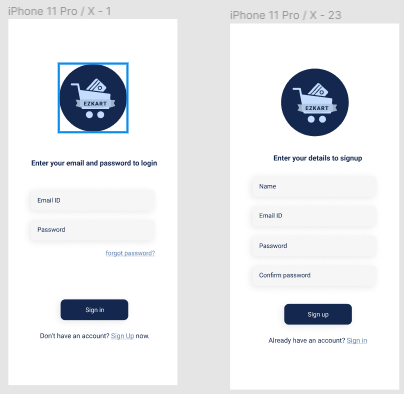 iPhone 11 Pro / X - 1
EZKART
Enter your email and password to login
Email ID
Password
forgot password?
Sign in
Don't have an account? Sign Up now.
iPhone 11 Pro / X - 23
EZKART
Enter your details to signup
Name
Email ID
Password
Confirm password
Sign up
Already have an account? Sign in